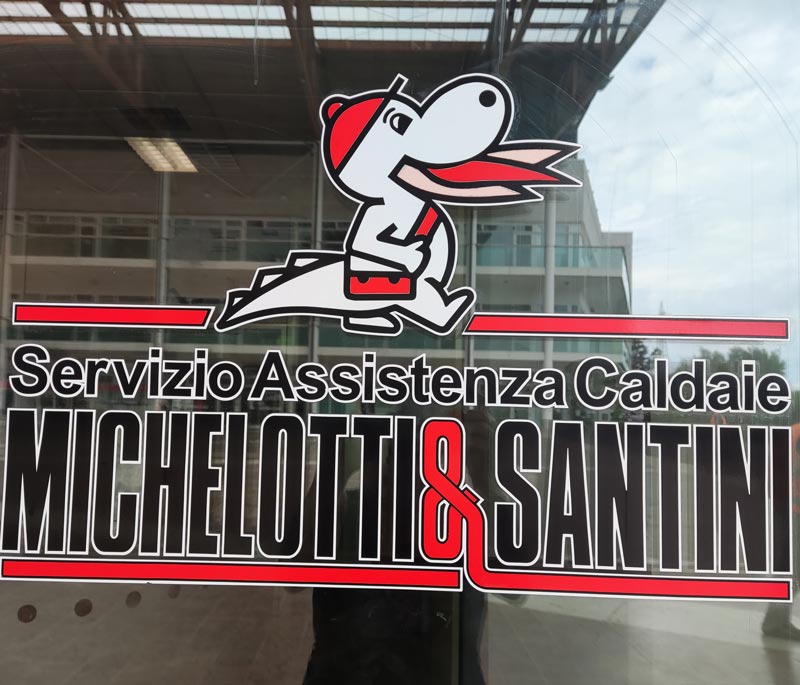 Servizio Assistenza Caldaie
MICHELOTTI & SANTINI